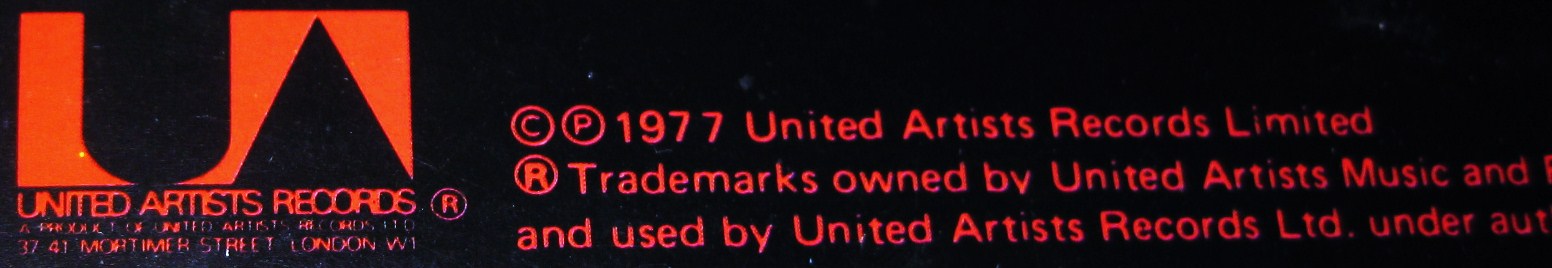 UA
UNITED ARTISTS RECORDS ®
A PRODUCT OF UNITED ARTISTS RECORDS LTD
37-41 MORTIMER STREET LONDON W1
© ℗ 1977 United Artists Records Limited
® Trademarks owned by United Artists Music and
and used by United Artists Records Ltd. under